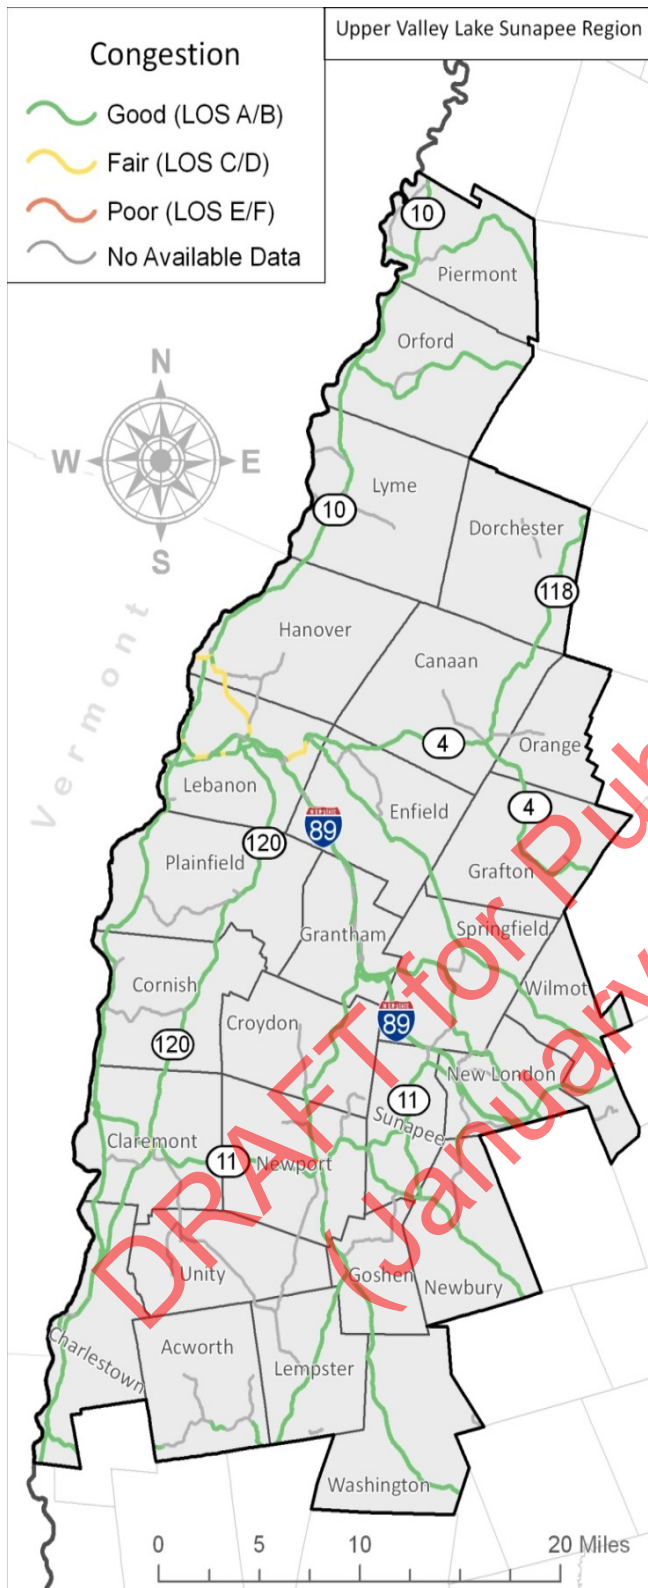 Upper Valley Lake Sunapee Region
Congestion
Good (LOS A/B)
Fair (LOS C/D)
Poor (LOS E/F)
No Available Data
10
Piermont
Orford
N
W E
S
Lyme
10
Dorchester
118
Vermont
Hanover
Canaan
4
Orange
Lebanon
89
Enfield
4
120
Plainfield
Grafton
Grantham
Springfield
Cornish
Wilmot
Croydon
89
120
New London
11
Sunapee
Claremont
11
Newport
Unity
Goshen
Newbury
Charlestown
Acworth
Lempster
Washington
DRAFT for Pub
(January
0 5 10 20 Miles